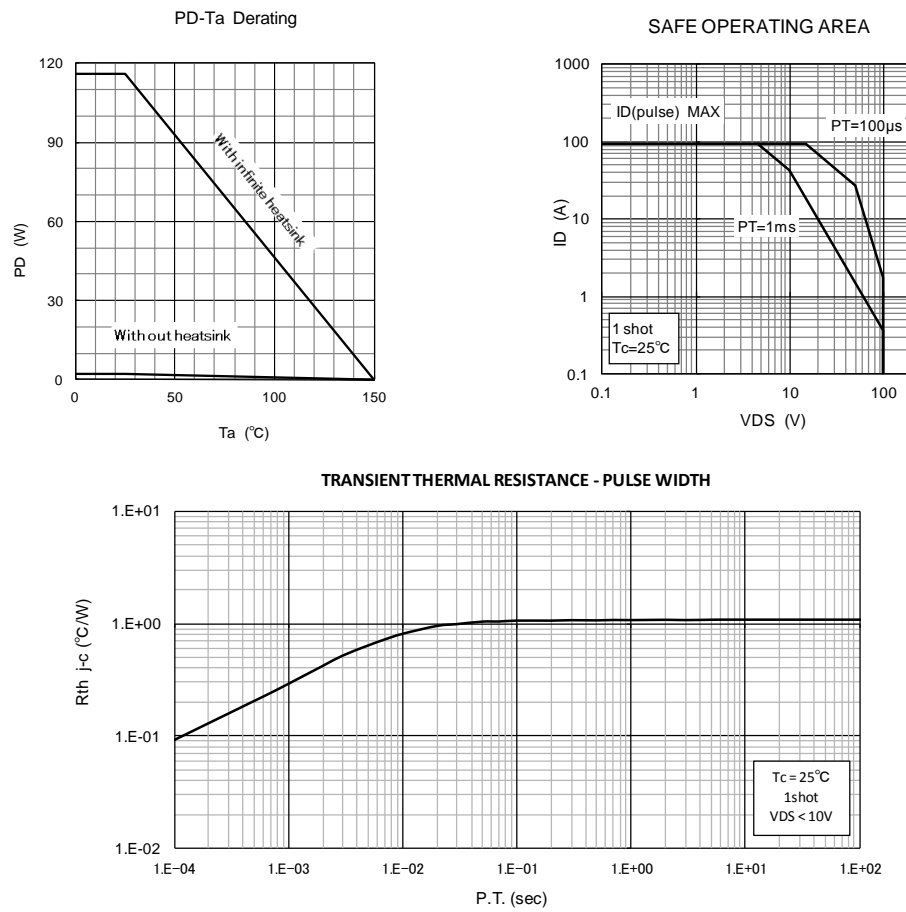 PD-Ta Derating
120
90
60
30
0
PD (W)
With infinite heatsink
With out heatsink
0 50 100 150
Ta (℃)
SAFE OPERATING AREA
1000
100
10
1
0.1
ID (A)
ID(pulse) MAX
PT=100μs
PT=1ms
1 shot
Tc=25℃
0.1 1 10 100
VDS (V)
TRANSIENT THERMAL RESISTANCE - PULSE WIDTH
1.E+01
1.E+00
1.E-01
1.E-02
Rth j-c (℃/W)
Tc = 25℃
1shot
VDS < 10V
1.E-04 1.E-03 1.E-02 1.E-01 1.E+00 1.E+01 1.E+02
P.T. (sec)